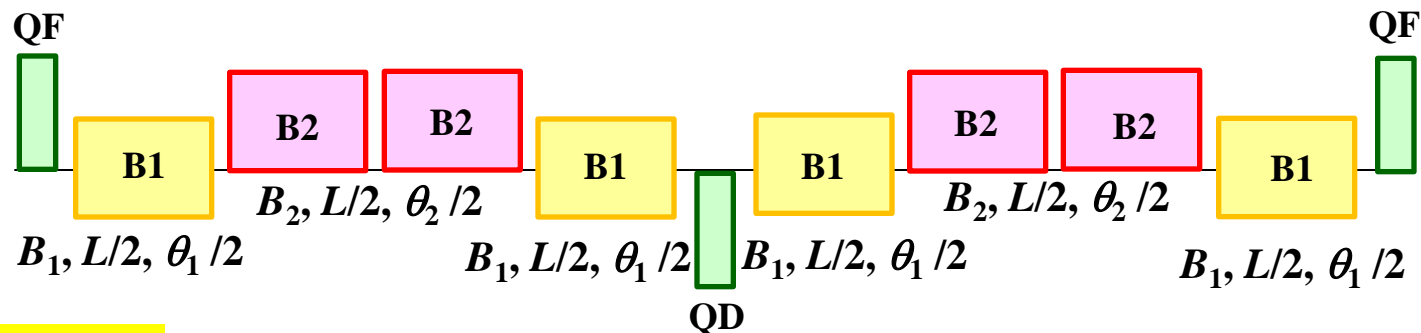 QF
QF
B1
B2
B2
B1
B1
B2
B2
B1
B₂, L/2, θ₂ /2
B₂, L/2, θ₂ /2
B₁, L/2, θ₁ /2
B₁, L/2, θ₁ /2
B₁, L/2, θ₁ /2
B₁, L/2, θ₁ /2
QD